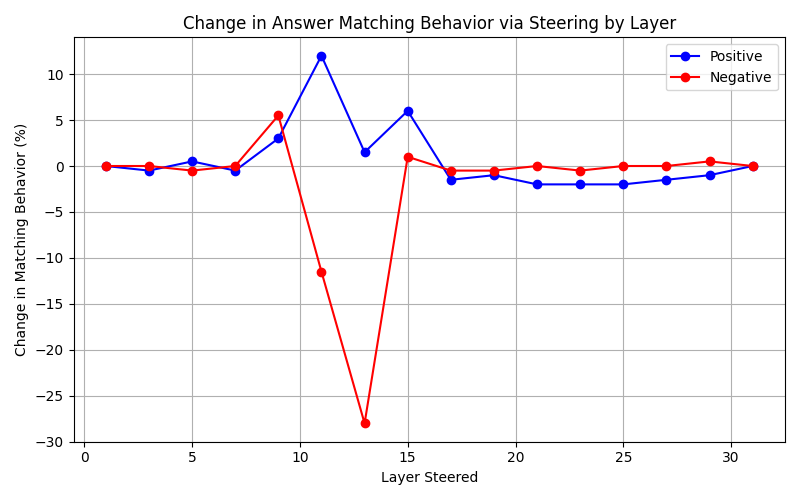 Change in Answer Matching Behavior via Steering by Layer
Positive
Negative
Change in Matching Behavior (%)
10
5
0
−5
−10
−15
−20
−25
−30
0 5 10 15 20 25 30
Layer Steered